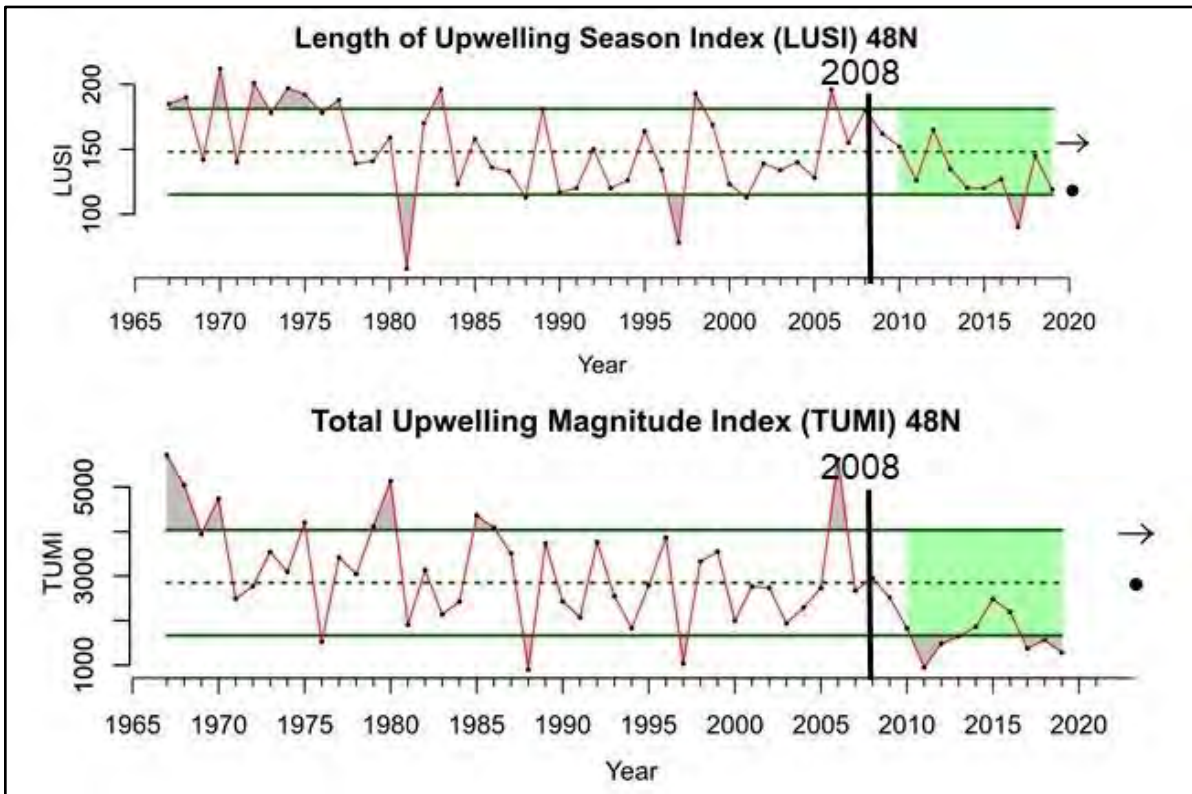 Length of Upwelling Season Index (LUSI) 48N
2008
200
150
100
LUSI
1965 1970 1975 1980 1985 1990 1995 2000 2005 2010 2015 2020
Year
Total Upwelling Magnitude Index (TUMI) 48N
2008
5000
3000
1000
TUMI
1965 1970 1975 1980 1985 1990 1995 2000 2005 2010 2015 2020
Year